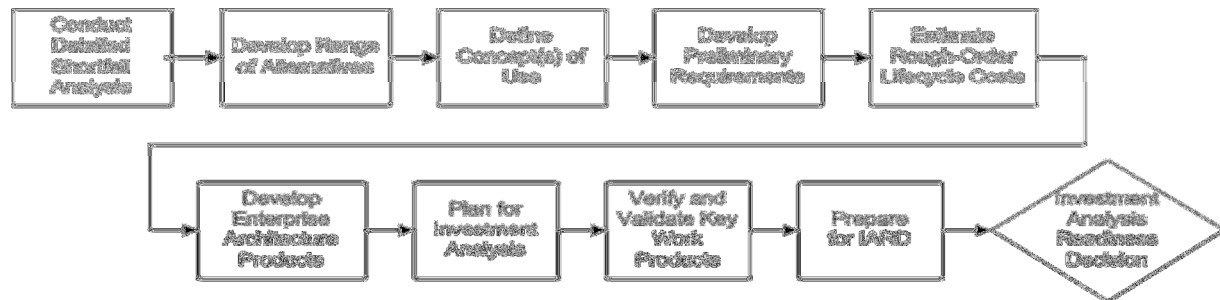 Conduct
Detailed
Shortfall
Analysis
Develop Range
of Alternatives
Define
Concept(s) of
Use
Develop
Preliminary
Requirements
Estimate
Rough-Order
Lifecycle Costs
Develop
Enterprise
Architecture
Products
Plan for
Investment
Analysis
Verify and
Validate Key
Work
Products
Prepare
for IARD
Investment
Analysis
Readiness
Decision